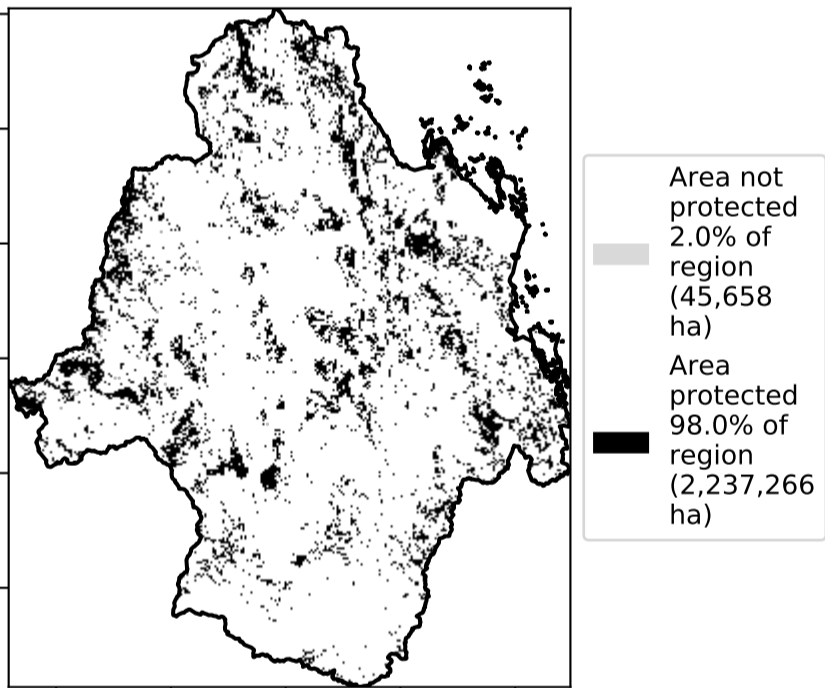 Area not
protected
2.0% of
region
(45,658
ha)
Area
protected
98.0% of
region
(2,237,266
ha)